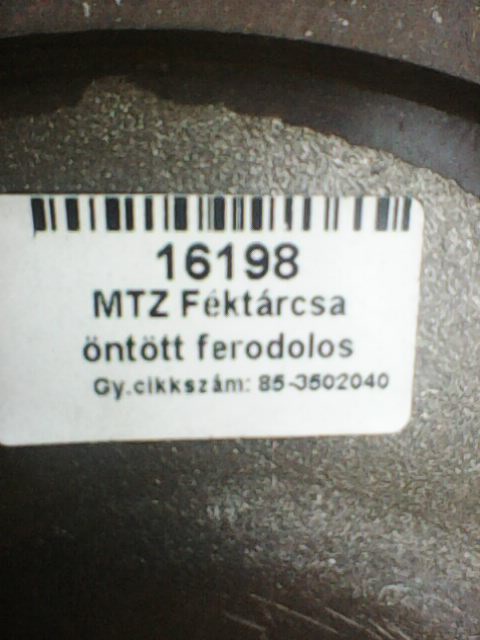 16198
MTZ Féktárcsa
öntött ferodolos
Gy.cikkszám: 85-3502040